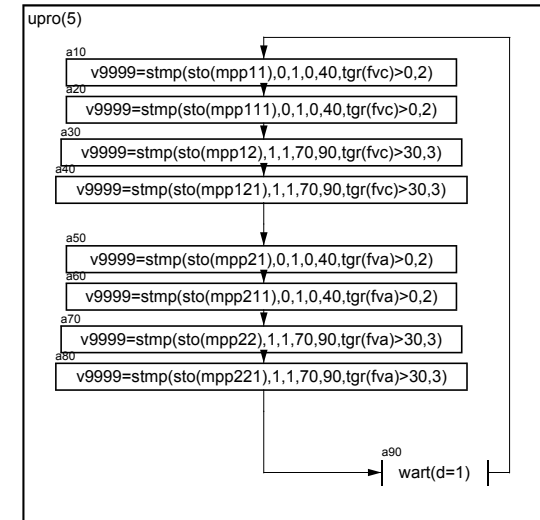 upro(5)
a10
v9999=stmp(sto(mpp11),0,1,0,40,tgr(fvc)>0,2)
a20
v9999=stmp(sto(mpp111),0,1,0,40,tgr(fvc)>0,2)
a30
v9999=stmp(sto(mpp12),1,1,70,90,tgr(fvc)>30,3)
a40
v9999=stmp(sto(mpp121),1,1,70,90,tgr(fvc)>30,3)
a50
v9999=stmp(sto(mpp21),0,1,0,40,tgr(fva)>0,2)
a60
v9999=stmp(sto(mpp211),0,1,0,40,tgr(fva)>0,2)
a70
v9999=stmp(sto(mpp22),1,1,70,90,tgr(fva)>30,3)
a80
v9999=stmp(sto(mpp221),1,1,70,90,tgr(fva)>30,3)
a90
wart(d=1)